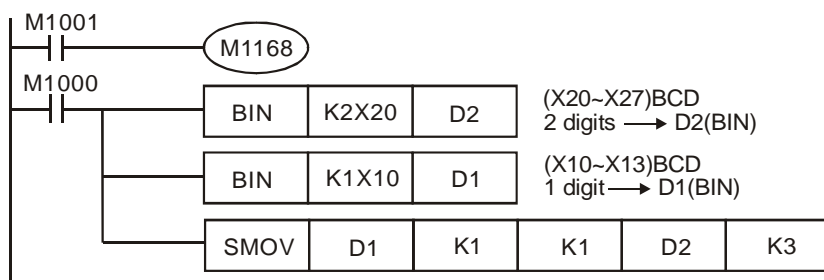 M1001
M1168
M1000
BIN K2X20 D2
(X20~X27)BCD
2 digits → D2(BIN)
BIN K1X10 D1
(X10~X13)BCD
1 digit → D1(BIN)
SMOV D1 K1 K1 D2 K3